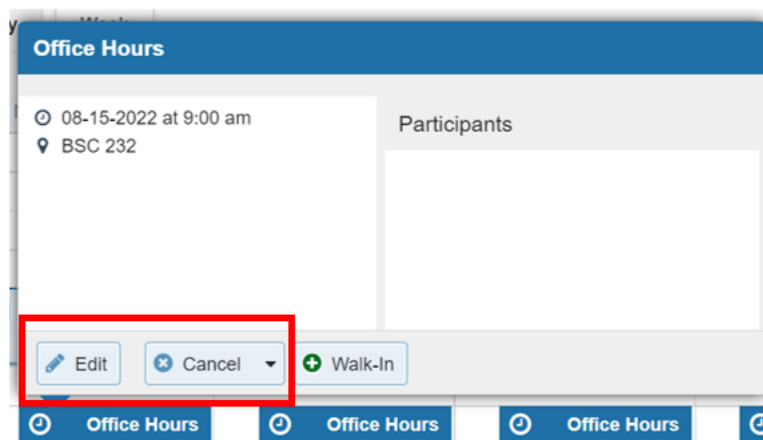 Office Hours
08-15-2022 at 9:00 am
BSC 232
Participants
Edit
Cancel
Walk-In
Office Hours
Office Hours
Office Hours